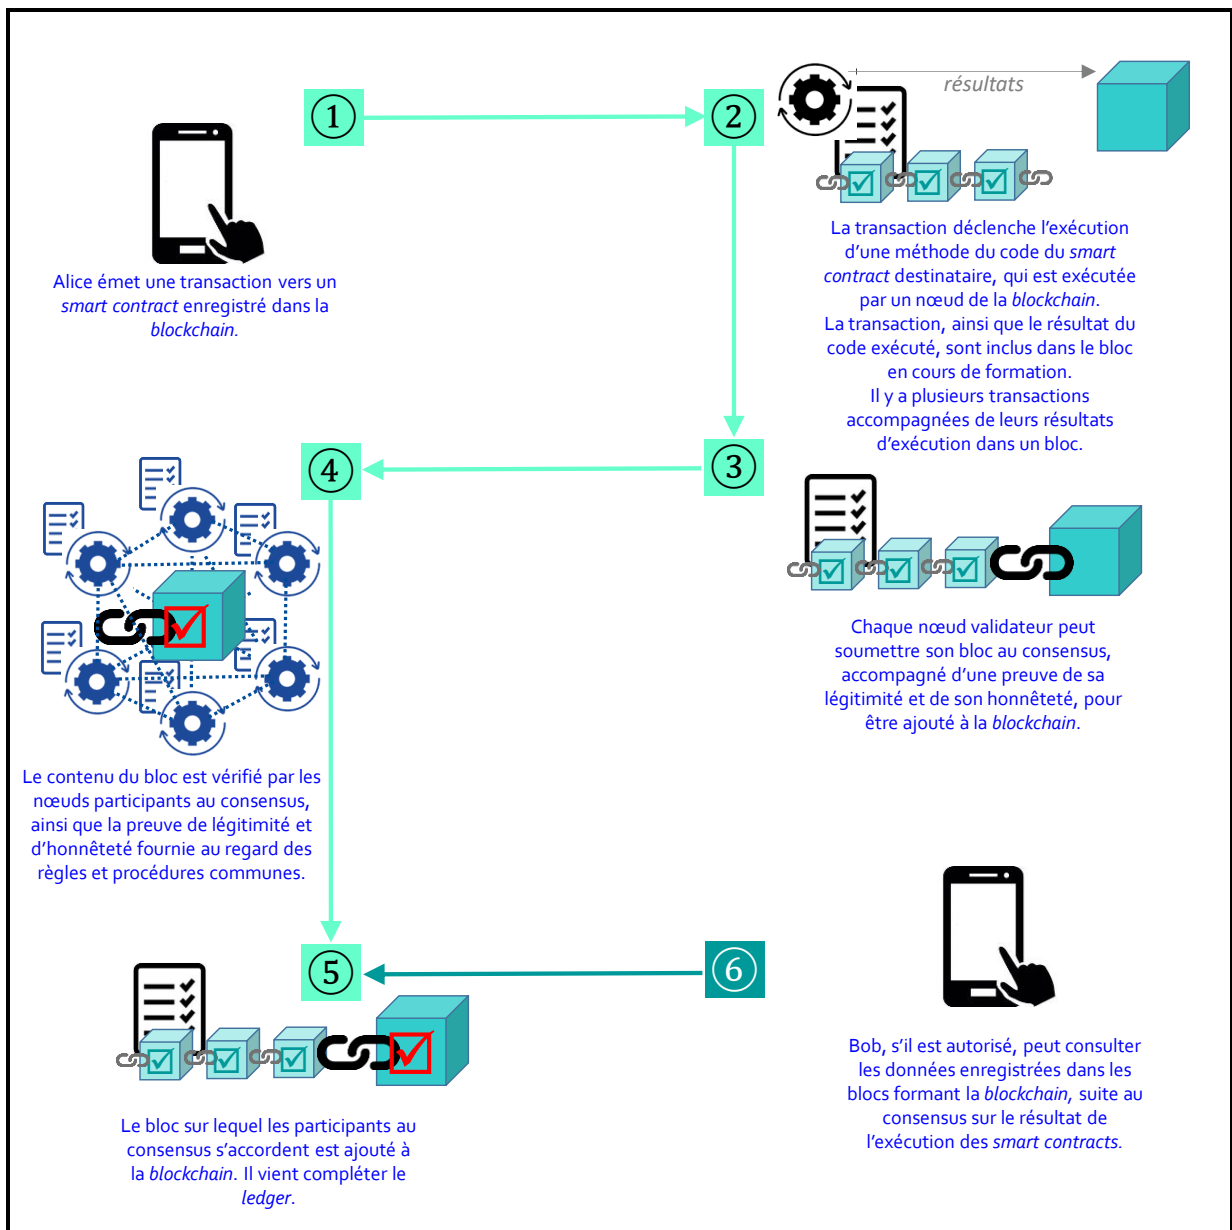 ①
Alice émet une transaction vers un
smart contract enregistré dans la
blockchain.
②
résultats
La transaction déclenche l’exécution
d’une méthode du code du smart
contract destinataire, qui est exécutée
par un nœud de la blockchain.
La transaction, ainsi que le résultat du
code exécuté, sont inclus dans le bloc
en cours de formation.
Il y a plusieurs transactions
accompagnées de leurs résultats
d’exécution dans un bloc.
③
Chaque nœud validateur peut
soumettre son bloc au consensus,
accompagné d’une preuve de sa
légitimité et de son honnêteté, pour
être ajouté à la blockchain.
④
Le contenu du bloc est vérifié par les
nœuds participants au consensus,
ainsi que la preuve de légitimité et
d’honnêteté fournie au regard des
règles et procédures communes.
⑤
Le bloc sur lequel les participants au
consensus s’accordent est ajouté à
la blockchain. Il vient compléter le
ledger.
⑥
Bob, s’il est autorisé, peut consulter
les données enregistrées dans les
blocs formant la blockchain, suite au
consensus sur le résultat de
l’exécution des smart contracts.